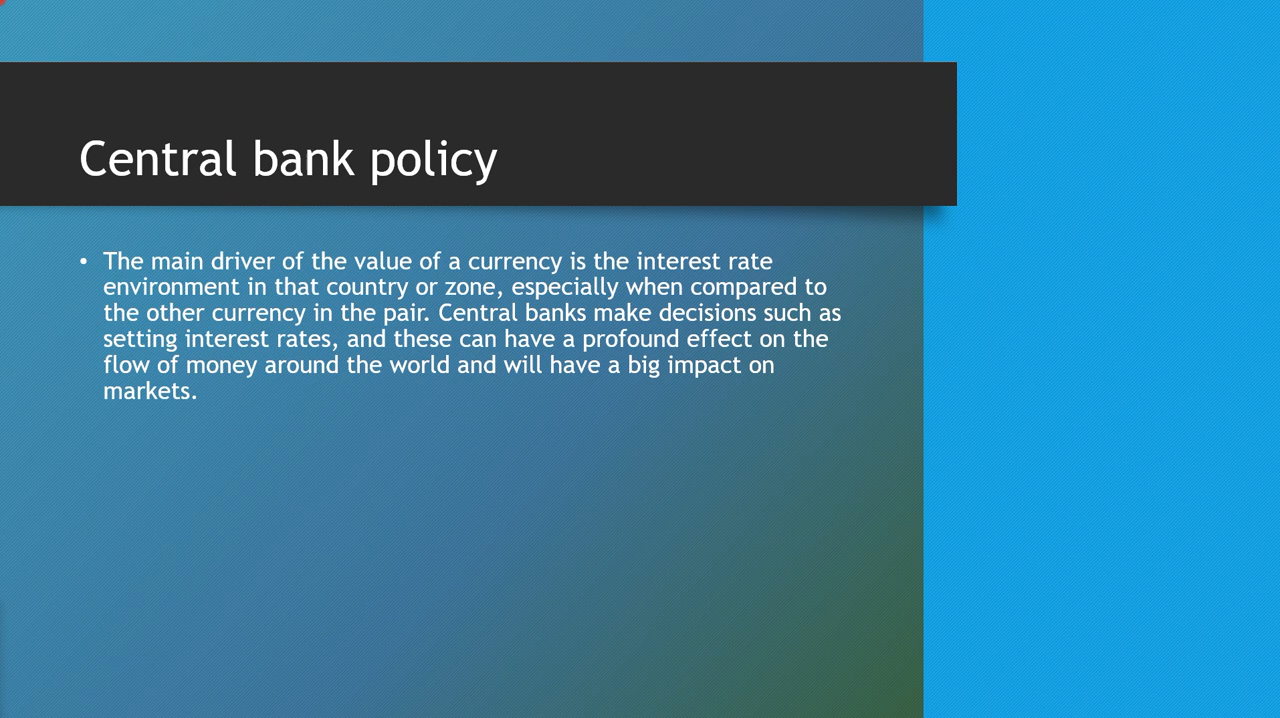 Central bank policy
• The main driver of the value of a currency is the interest rate
environment in that country or zone, especially when compared to
the other currency in the pair. Central banks make decisions such as
setting interest rates, and these can have a profound effect on the
flow of money around the world and will have a big impact on
markets.